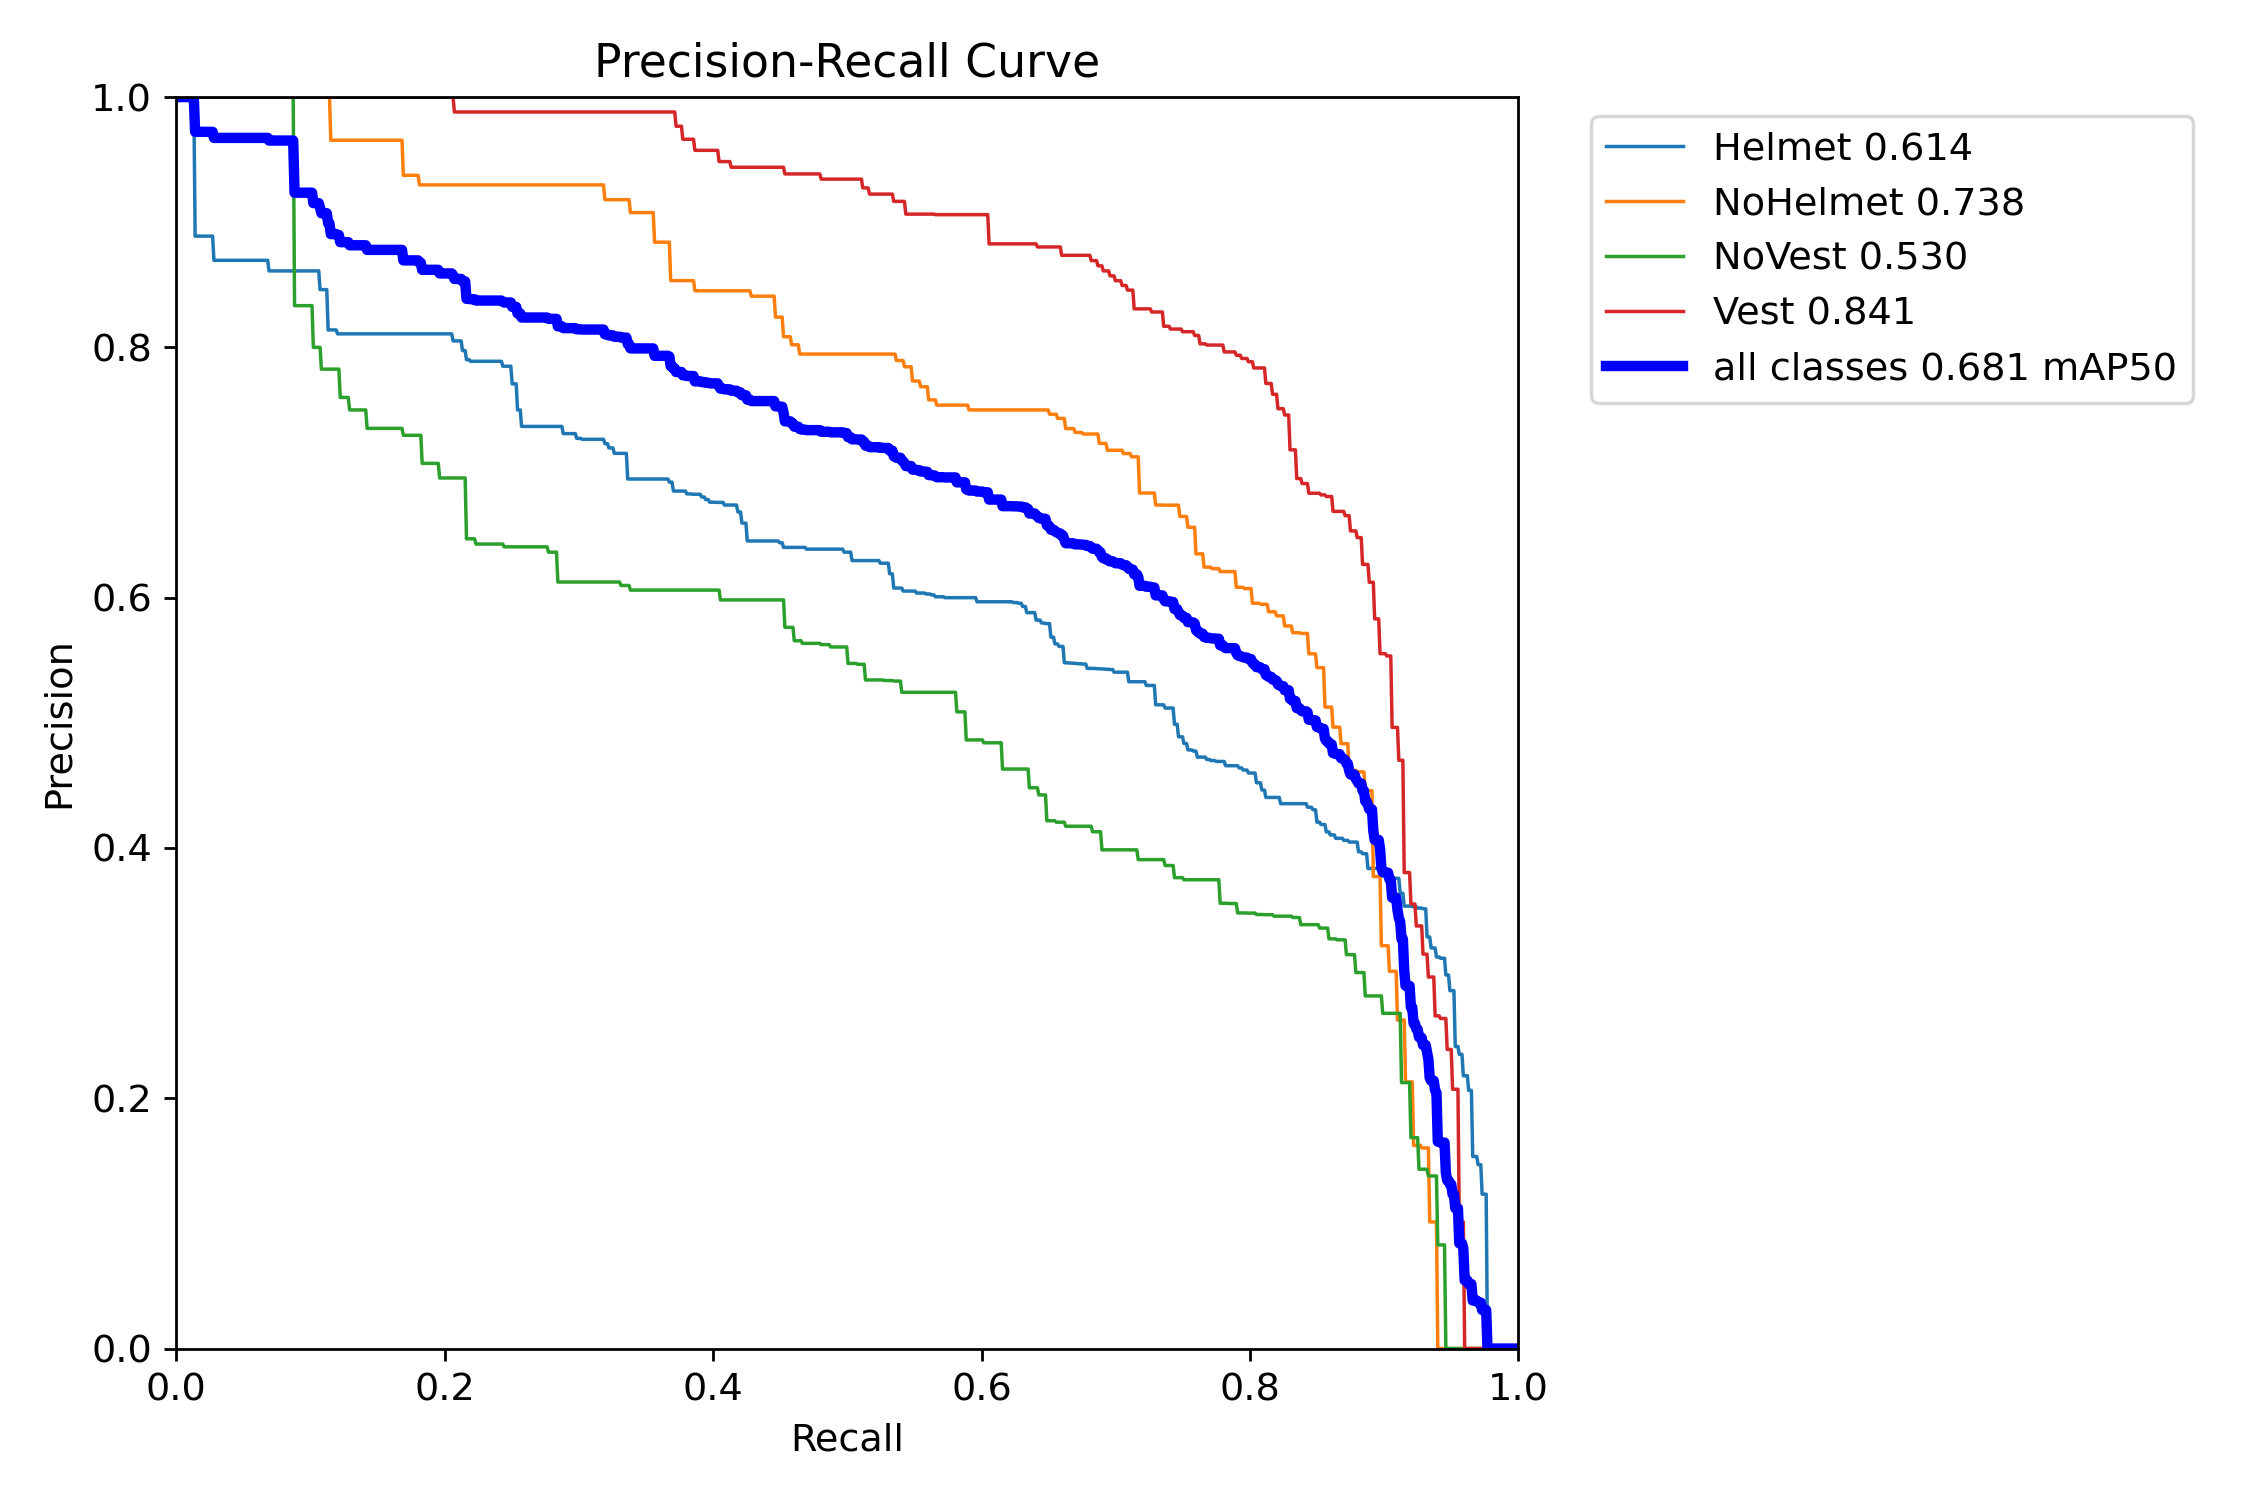 Precision-Recall Curve
1.0
0.8
0.6
0.4
0.2
0.0
Precision
0.0 0.2 0.4 0.6 0.8 1.0
Recall
Helmet 0.614
NoHelmet 0.738
NoVest 0.530
Vest 0.841
all classes 0.681 mAP50